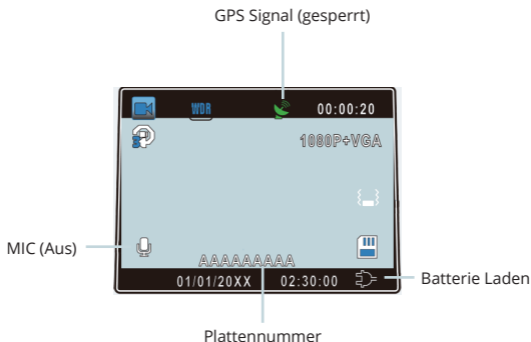 GPS Signal (gesperrt)
WDR 00:00:20
3
1080P+VGA
MIC (Aus)
AAAAAAAAA
01/01/20XX 02:30:00
Batterie Laden
Plattennummer